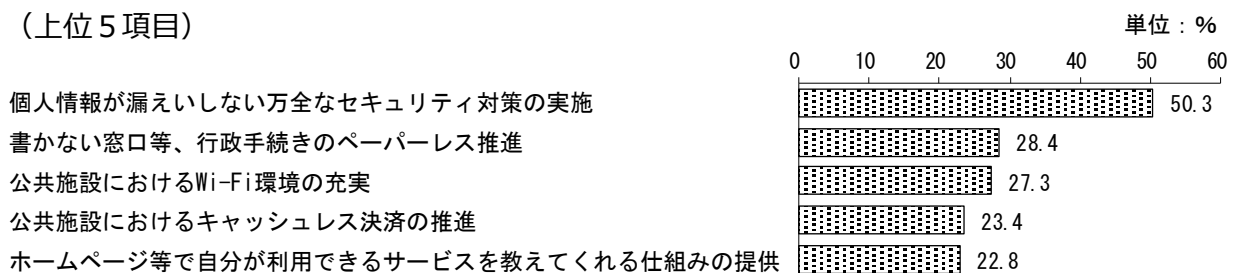 （上位５項目）
単位：％
0 10 20 30 40 50 60
個人情報が漏えいしない万全なセキュリティ対策の実施 50.3
書かない窓口等、行政手続きのペーパーレス推進 28.4
公共施設におけるWi-Fi環境の充実 27.3
公共施設におけるキャッシュレス決済の推進 23.4
ホームページ等で自分が利用できるサービスを教えてくれる仕組みの提供 22.8